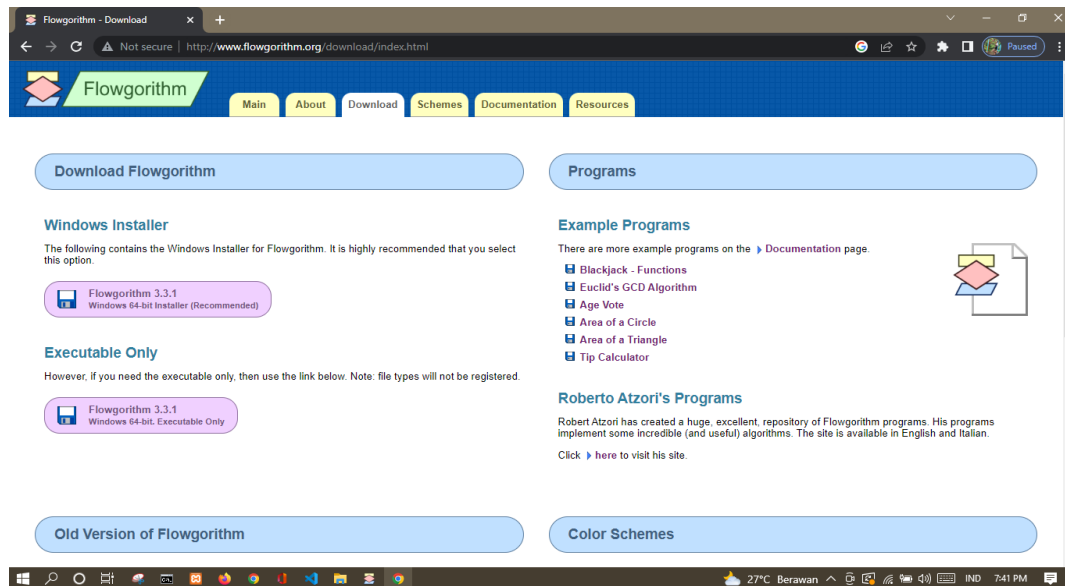 Flowgorithm - Download
Not secure | http://www.flowgorithm.org/download/index.html
Paused
Flowgorithm
Main
About
Download
Schemes
Documentation
Resources
Download Flowgorithm
Windows Installer
The following contains the Windows Installer for Flowgorithm. It is highly recommended that you select
this option.
Flowgorithm 3.3.1
Windows 64-bit Installer (Recommended)
Executable Only
However, if you need the executable only, then use the link below. Note: file types will not be registered.
Flowgorithm 3.3.1
Windows 64-bit. Executable Only
Old Version of Flowgorithm
Programs
Example Programs
There are more example programs on the Documentation page.
Blackjack - Functions
Euclid's GCD Algorithm
Age Vote
Area of a Circle
Area of a Triangle
Tip Calculator
Roberto Atzori's Programs
Robert Atzori has created a huge, excellent, repository of Flowgorithm programs. His programs
implement some incredible (and useful) algorithms. The site is available in English and Italian.
Click here to visit his site.
Color Schemes
27°C Berawan
IND
7:41 PM